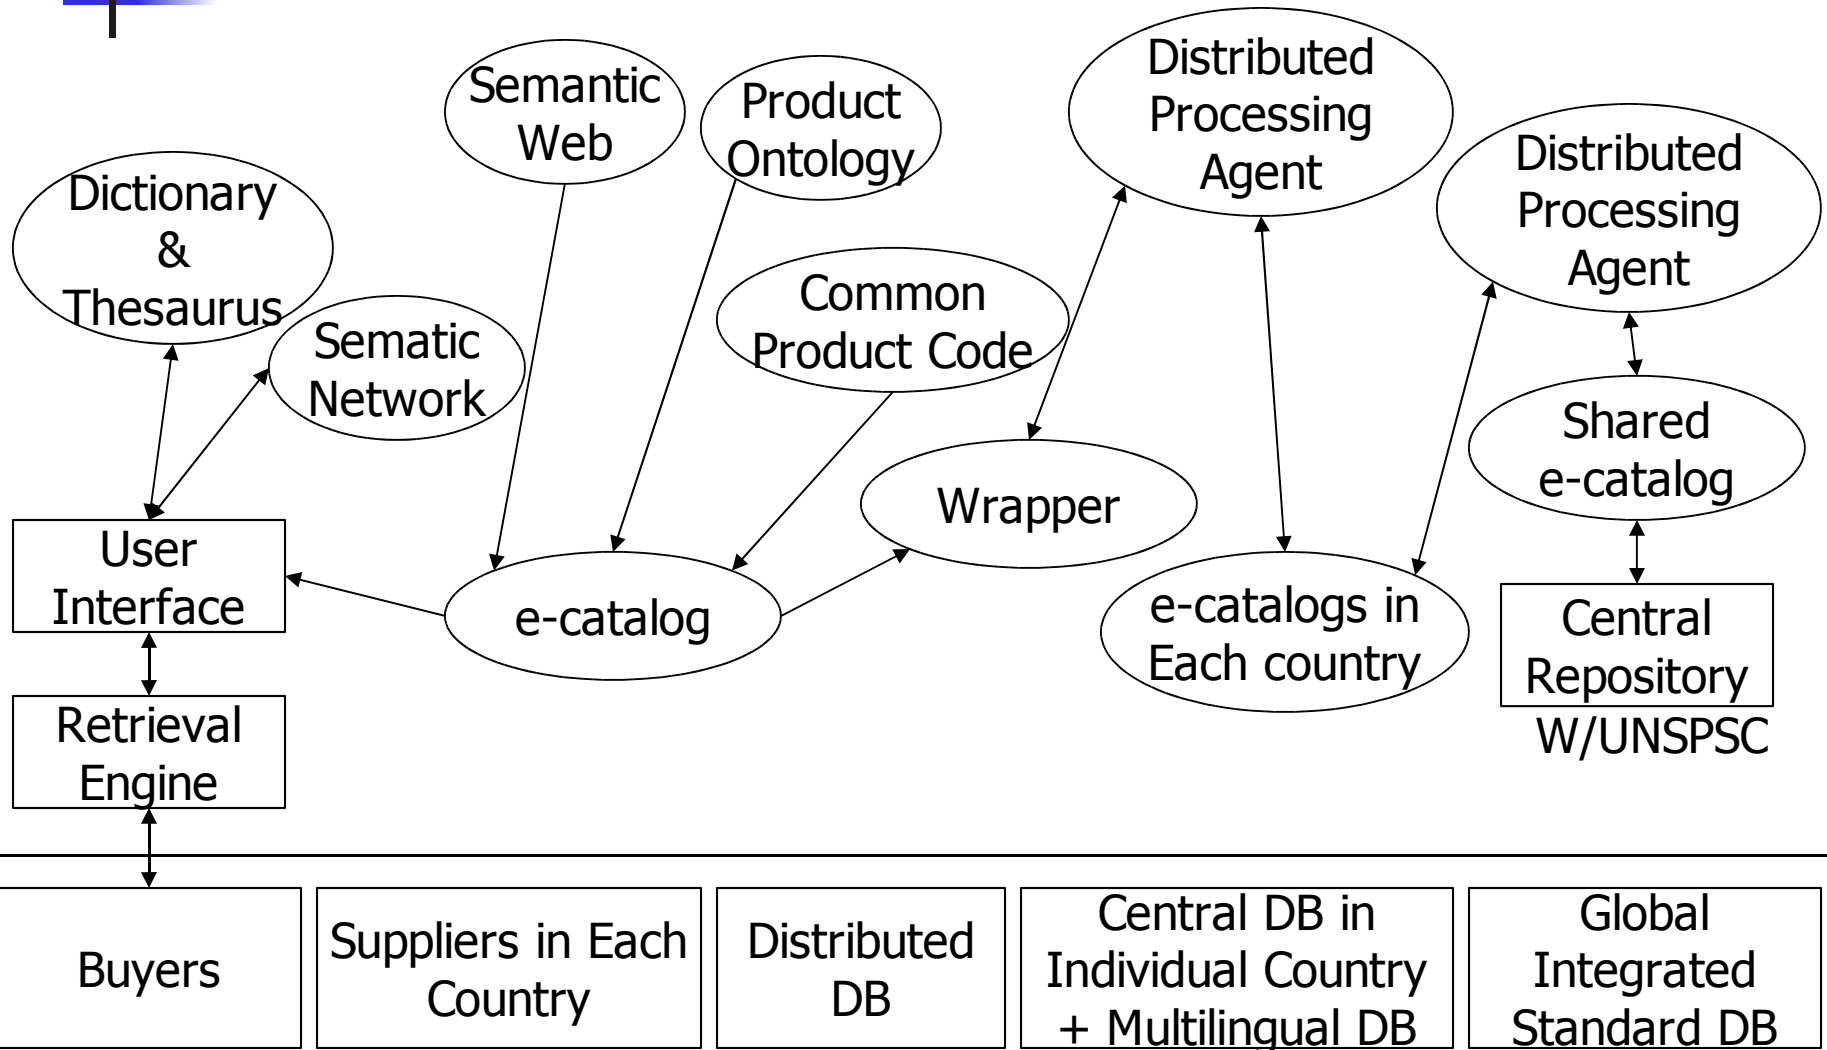 Semantic
Web
Product
Ontology
Distributed
Processing
Agent
Distributed
Processing
Agent
Dictionary
&
Thesaurus
Sematic
Network
Common
Product Code
Shared
e-catalog
Wrapper
User
Interface
e-catalog
e-catalogs in
Each country
Central
Repository
W/UNSPSC
Retrieval
Engine
Buyers
Suppliers in Each
Country
Distributed
DB
Central DB in
Individual Country
+ Multilingual DB
Global
Integrated
Standard DB